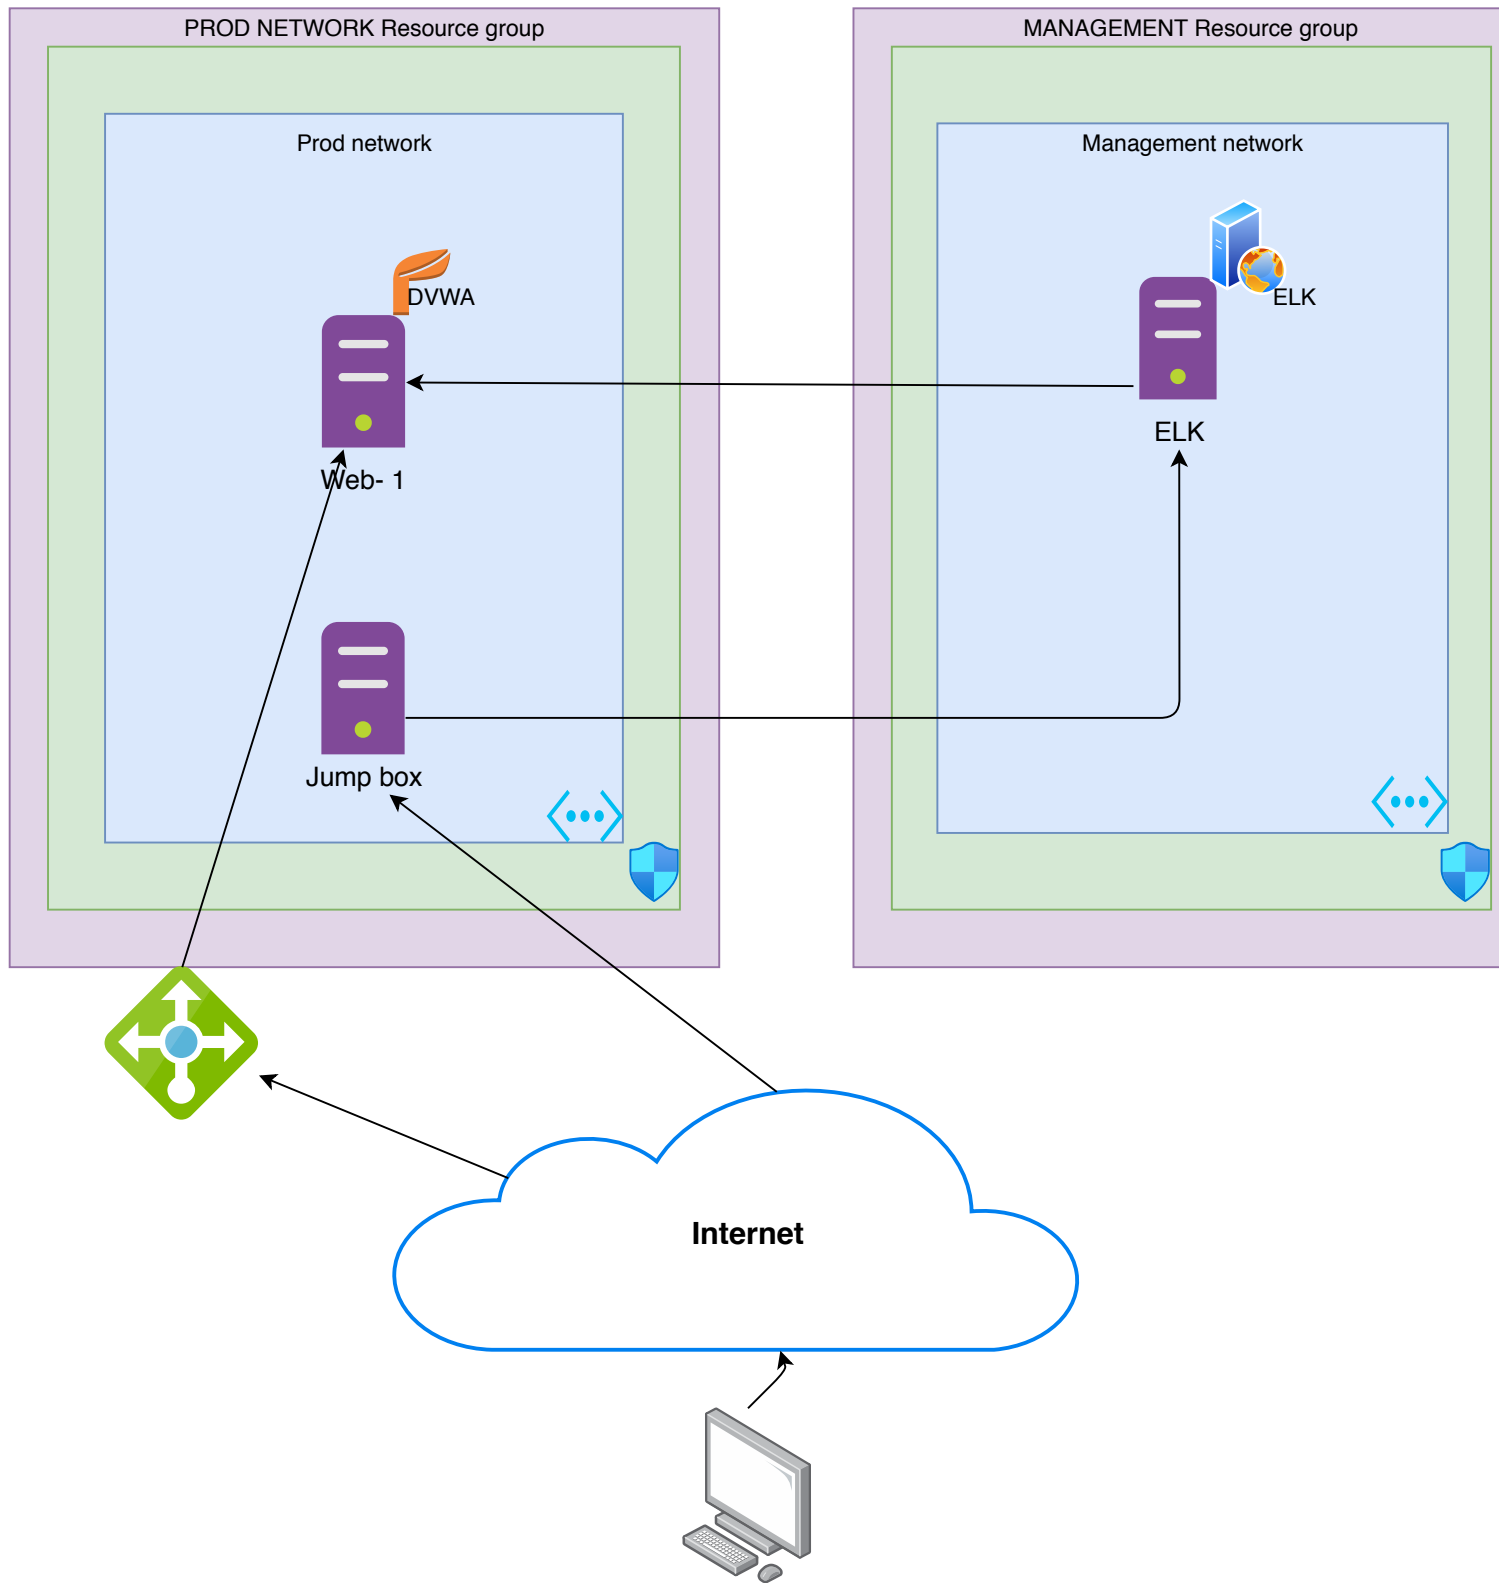 PROD NETWORK Resource group
MANAGEMENT Resource group
Prod network
Management network
DVWA
ELK
Web- 1
ELK
Jump box
Internet